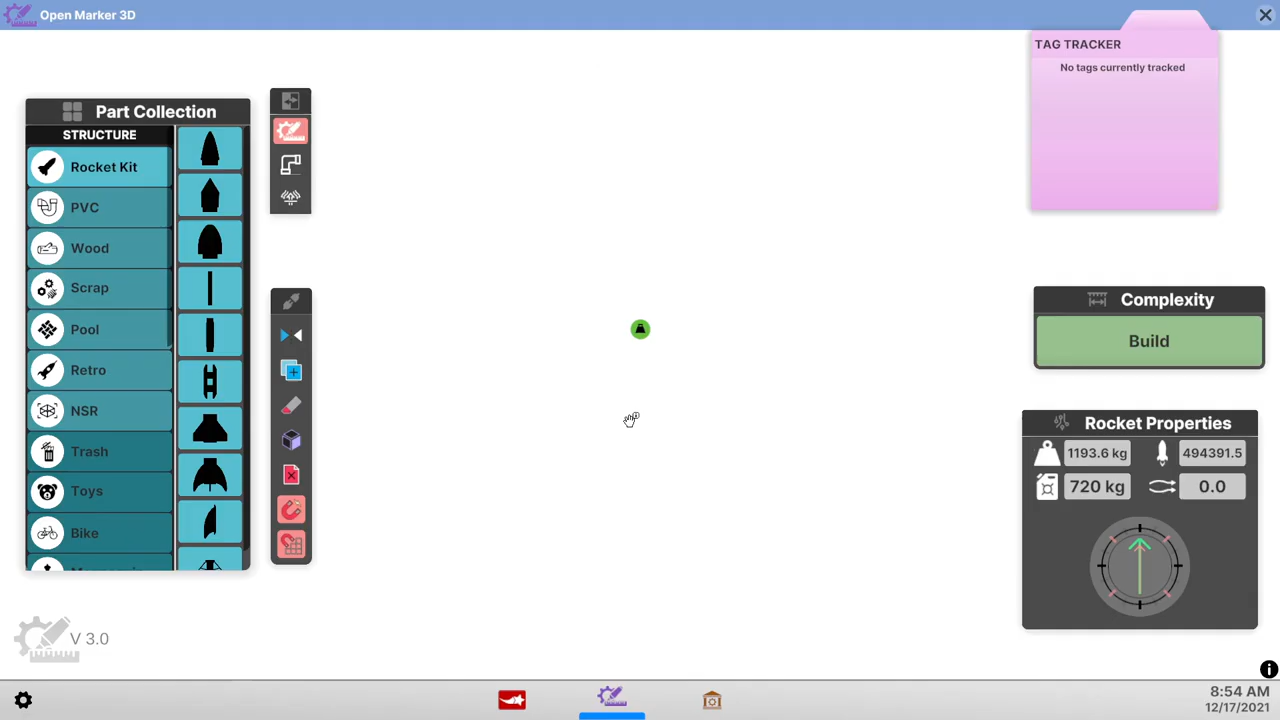 Open Marker 3D
TAG TRACKER
No tags currently tracked
Part Collection
STRUCTURE
Rocket Kit
PVC
Wood
Scrap
Pool
Retro
NSR
Trash
Toys
Bike
Complexity
Build
Rocket Properties
1193.6 kg
494391.5
720 kg
0.0
V 3.0
8:54 AM
12/17/2021